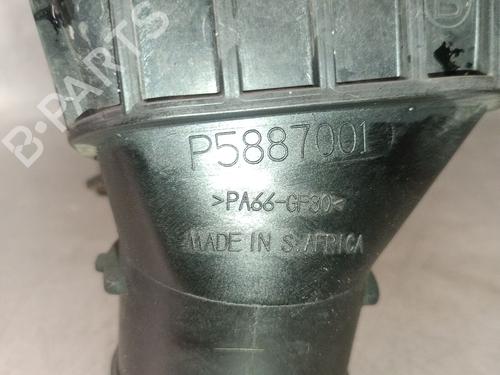 B-PARTS
P5887001
>PA66-GF30<
MADE IN S.AFRICA